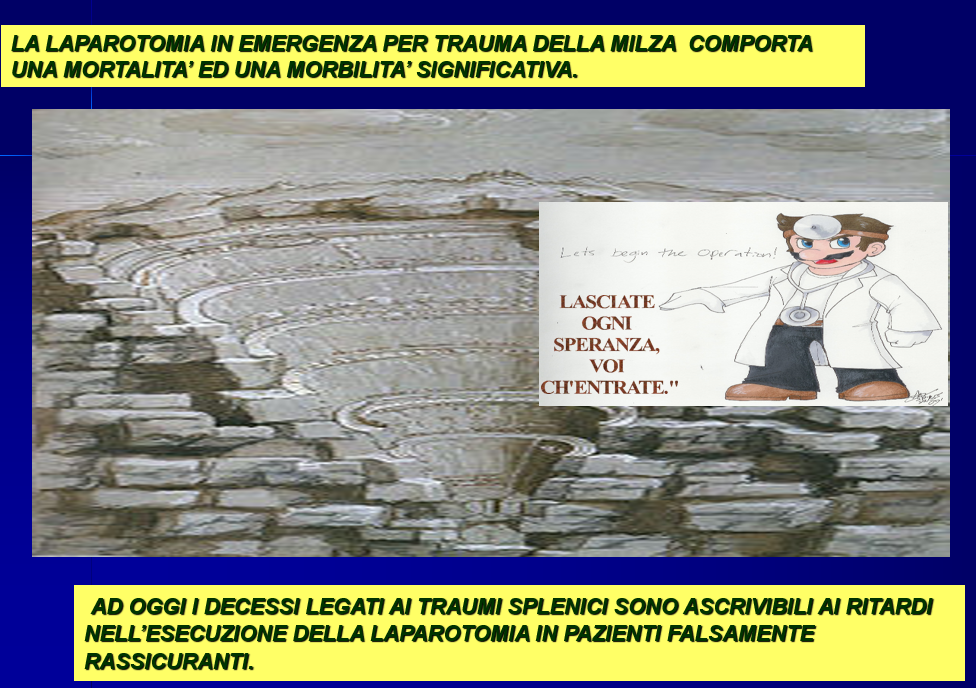 LA LAPAROTOMIA IN EMERGENZA PER TRAUMA DELLA MILZA COMPORTA
UNA MORTALITA’ ED UNA MORBILITA’ SIGNIFICATIVA.
Lets begin the Operation!
LASCIATE
OGNI
SPERANZA,
VOI
CH'ENTRATE."
AD OGGI I DECESSI LEGATI AI TRAUMI SPLENICI SONO ASCRIVIBILI AI RITARDI
NELL’ESECUZIONE DELLA LAPAROTOMIA IN PAZIENTI FALSAMENTE
RASSICURANTI.